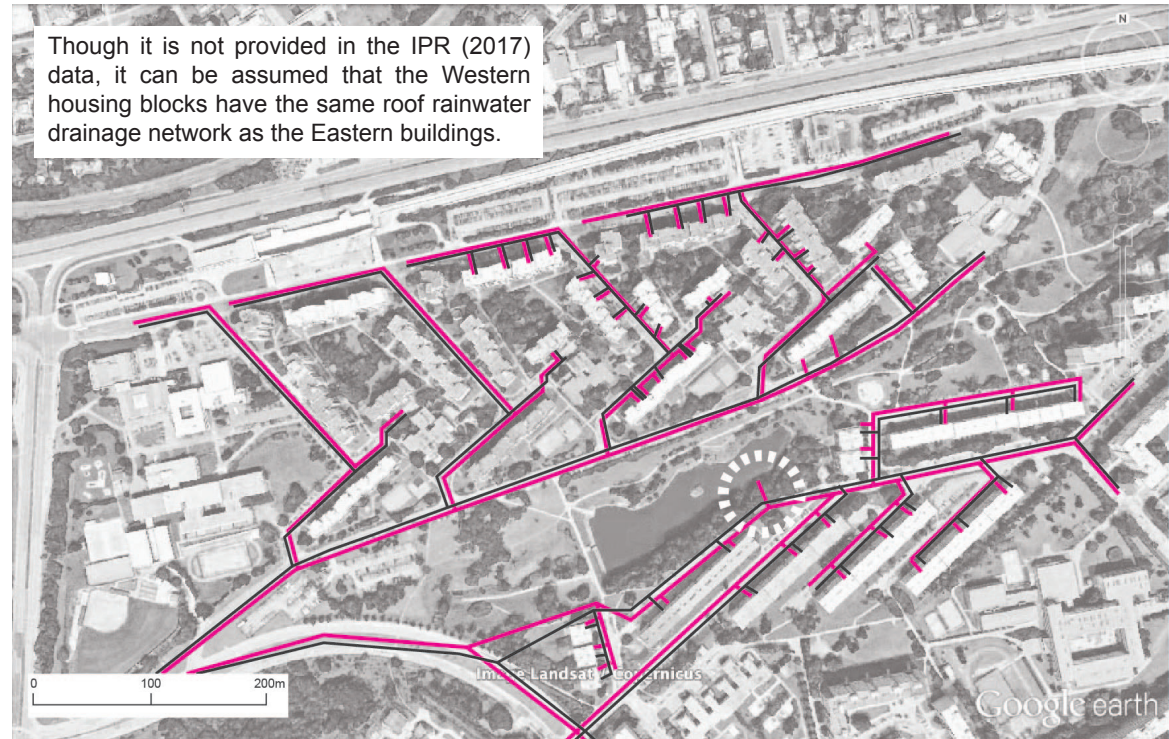 N
Though it is not provided in the IPR (2017)
data, it can be assumed that the Western
housing blocks have the same roof rainwater
drainage network as the Eastern buildings.
Image Landsat / Copernicus
0 100 200m
Google earth